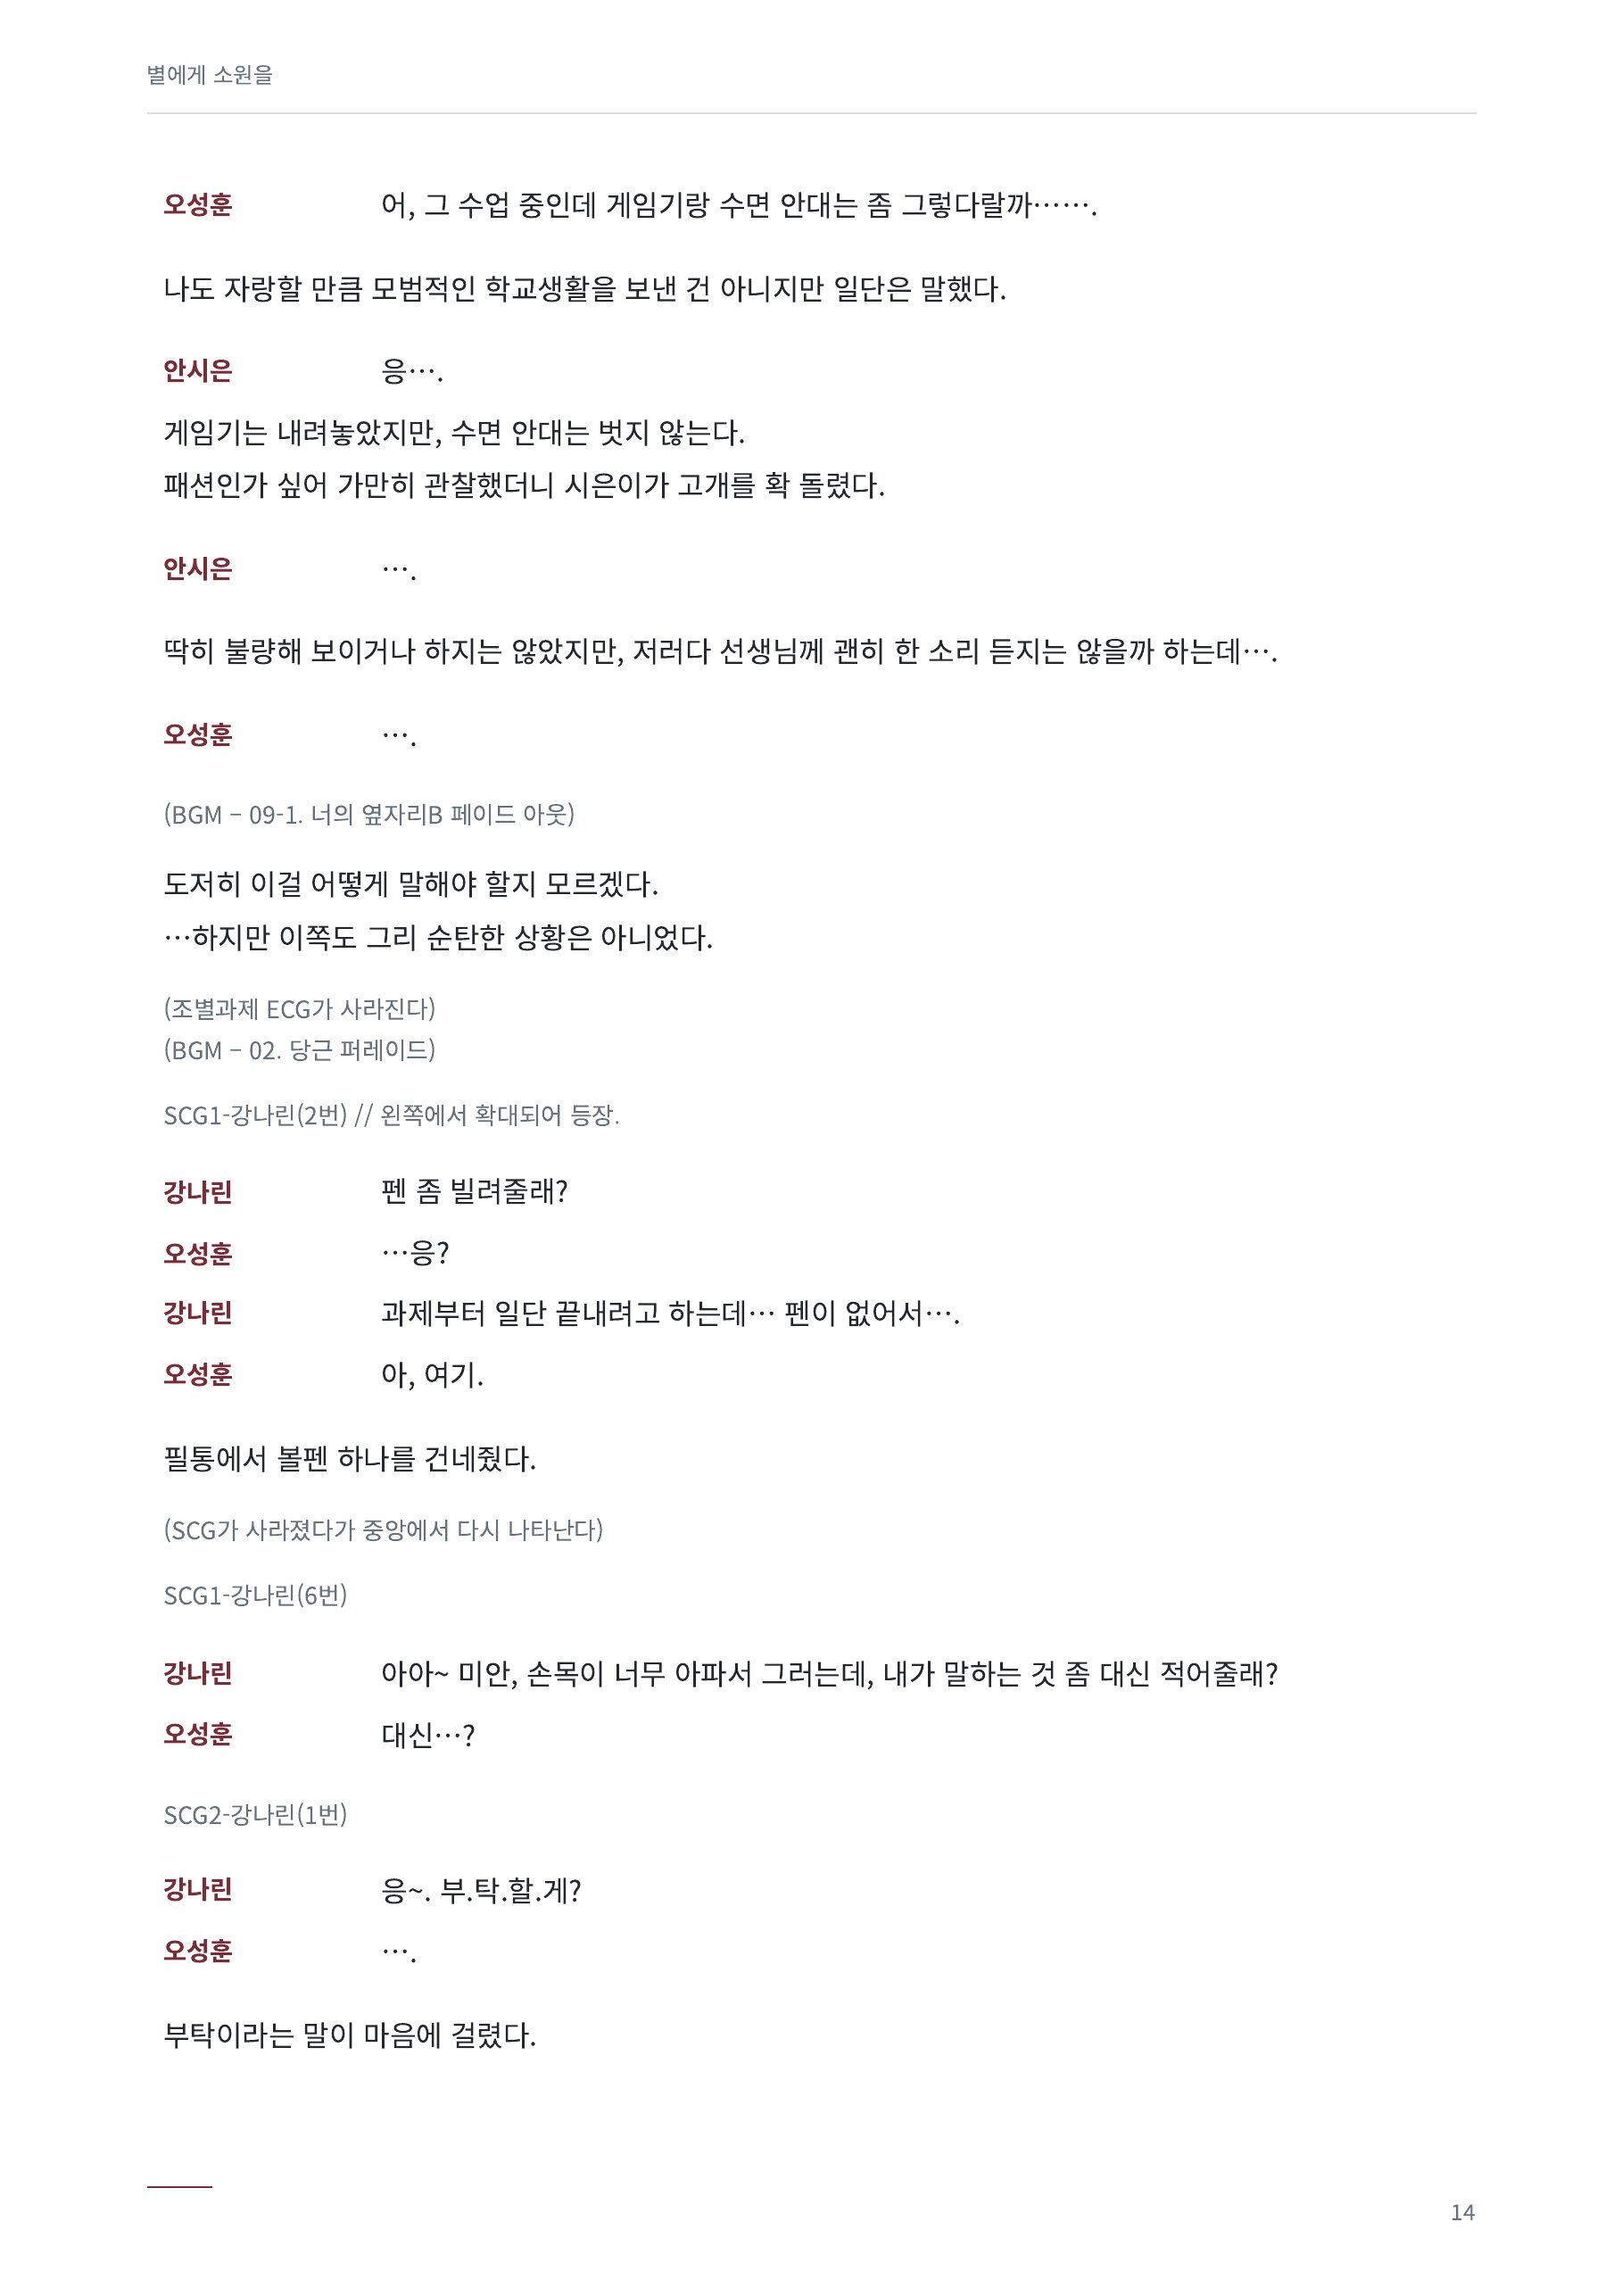 별에게 소원을
오성훈 어, 그 수업 중인데 게임기랑 수면 안대는 좀 그렇다랄까⋯⋯.
나도 자랑할 만큼 모범적인 학교생활을 보낸 건 아니지만 일단은 말했다.
안시은 응⋯.
게임기는 내려놓았지만, 수면 안대는 벗지 않는다.
패션인가 싶어 가만히 관찰했더니 시은이가 고개를 확 돌렸다.
안시은 ⋯.
딱히 불량해 보이거나 하지는 않았지만, 저러다 선생님께 괜히 한 소리 듣지는 않을까 하는데⋯.
오성훈 ⋯.
(BGM – 09-1. 너의 옆자리B 페이드 아웃)
도저히 이걸 어떻게 말해야 할지 모르겠다.
⋯하지만 이쪽도 그리 순탄한 상황은 아니었다.
(조별과제 ECG가 사라진다)
(BGM – 02. 당근 퍼레이드)
SCG1-강나린(2번) // 왼쪽에서 확대되어 등장.
강나린 펜 좀 빌려줄래?
오성훈 ⋯응?
강나린 과제부터 일단 끝내려고 하는데⋯ 펜이 없어서⋯.
오성훈 아, 여기.
필통에서 볼펜 하나를 건네줬다.
(SCG가 사라졌다가 중앙에서 다시 나타난다)
SCG1-강나린(6번)
강나린 아아~ 미안, 손목이 너무 아파서 그러는데, 내가 말하는 것 좀 대신 적어줄래?
오성훈 대신⋯?
SCG2-강나린(1번)
강나린 응~. 부.탁.할.게?
오성훈 ⋯.
부탁이라는 말이 마음에 걸렸다.
14